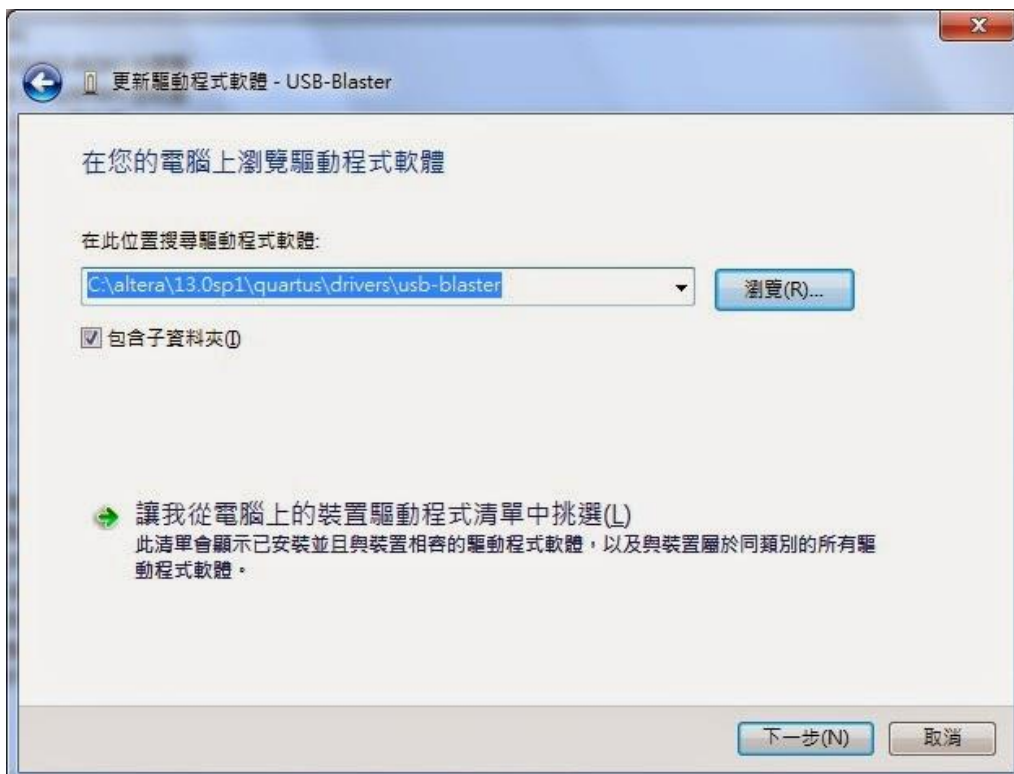 更新驅動程式軟體 - USB-Blaster
在您的電腦上瀏覽驅動程式軟體
在此位置搜尋驅動程式軟體:
C:\altera\13.0sp1\quartus\drivers\usb-blaster
瀏覽(R)...
包含子資料夾(I)
讓我從電腦上的裝置驅動程式清單中挑選(L)
此清單會顯示已安裝並且與裝置相容的驅動程式軟體，以及與裝置屬於同類別的所有驅
動程式軟體。
下一步(N)
取消